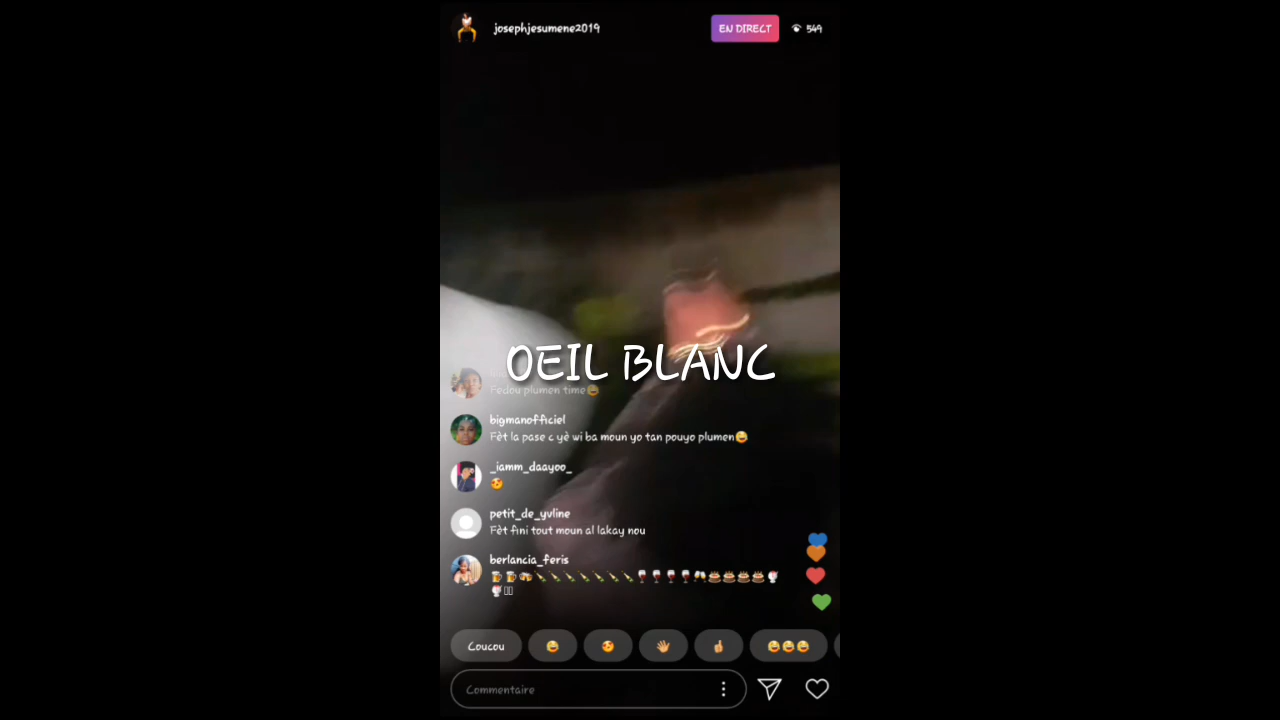 josephjesumene2019
EN DIRECT
549
OEIL BLANC
Fedou plumen time😂
bigmanofficiel
Fèt la pase c yè wi ba moun yo tan pouyo plumen😂
_iamm_daayoo_
😍
petit_de_yvline
Fèt fini tout moun al lakay nou
berlancia_feris
Coucou
Commentaire